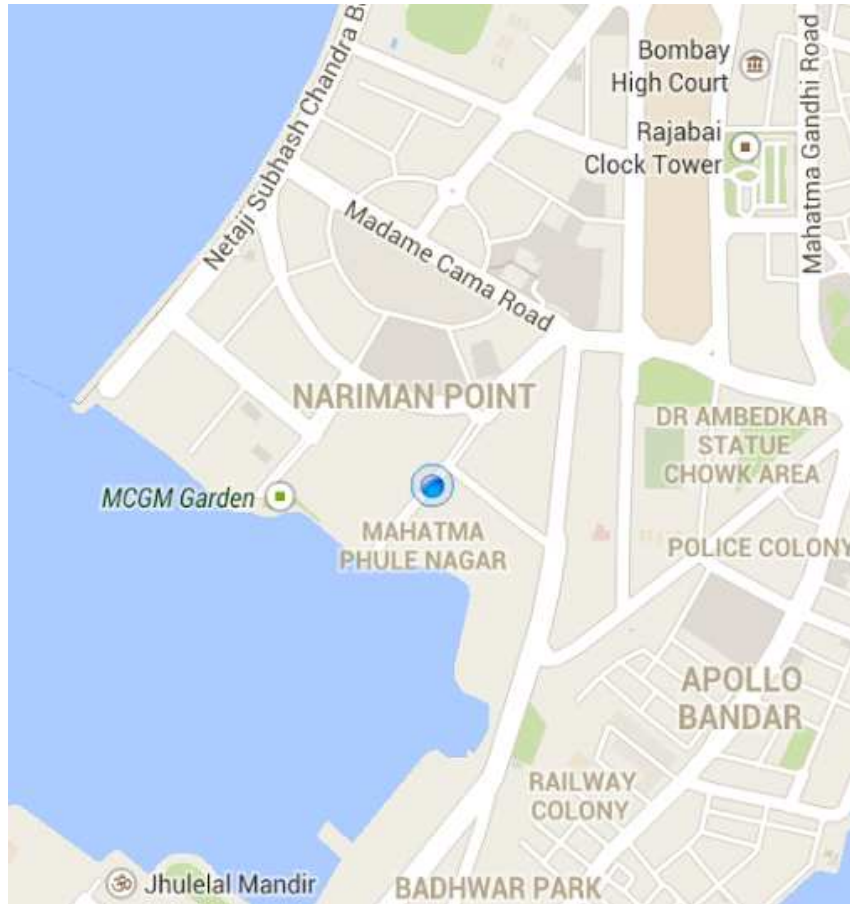 Bombay
High Court
Rajabai
Clock Tower
Mahatma Gandhi Road
Netaji Subhash Chandra B
Madame Cama Road
NARIMAN POINT
DR AMBEDKAR
STATUE
CHOWK AREA
MCGM Garden
MAHATMA
PHULE NAGAR
POLICE COLONY
APOLLO
BANDAR
RAILWAY
COLONY
Jhulelal Mandir
BADHWAR PARK